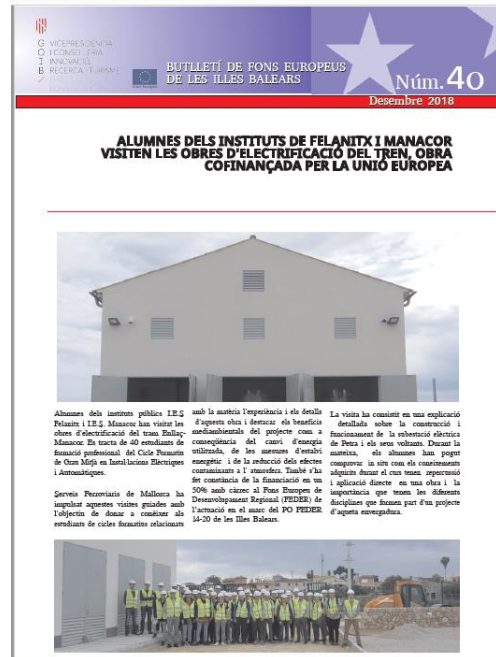 G VICEPRESIDÈNCIA
O I CONSELLERIA
I INNOVACIÓ,
B RECERCA I TURISME
/
BUTLLETÍ DE FONS EUROPEUS
DE LES ILLES BALEARS
Núm.40
Desembre 2018
ALUMNES DELS INSTITUTS DE FELANITX I MANACOR
VISITEN LES OBRES D'ELECTRIFICACIÓ DEL TREN, OBRA
COFINANÇADA PER LA UNIÓ EUROPEA
Alumnes dels instituts públics I.E.S
Felanitx i I.E.S. Manacor han visitat les
obres d'electrificació del tram Enllaç-
Manacor. Es tracta de 40 estudiants de
formació professional del Cicle Formatiu
de Grau Mitjà en Instal·lacions Elèctriques
i Automàtiques.
Serveis Ferroviaris de Mallorca ha
impulsat aquestes visites guiades amb
l'objectiu de donar a conèixer als
estudiants de cicles formatius relacionats
amb la matèria l'experiència i els detalls
d'aquesta obra i destacar els beneficis
mediambientals del projecte com a
conseqüència del canvi d'energia
utilitzada, de les mesures d'estalvi
energètic i de la reducció dels efectes
contaminants a l' atmosfera. També s'ha
fet constància de la financiació en un
50% amb càrrec al Fons Europeu de
Desenvolupament Regional (FEDER) de
l'actuació en el marc del PO FEDER
14-20 de les Illes Balears.
La visita ha consistit en una explicació
detallada sobre la construcció i
funcionament de la subestació elèctrica
de Petra i els seus voltants. Durant la
mateixa, els alumnes han pogut
comprovar in situ com els coneixements
adquirits durant el curs tenen repercussió
i aplicació directe en una obra i la
importància que tenen les diferents
disciplines que formen part d'un projecte
d'aqueta envergadura.